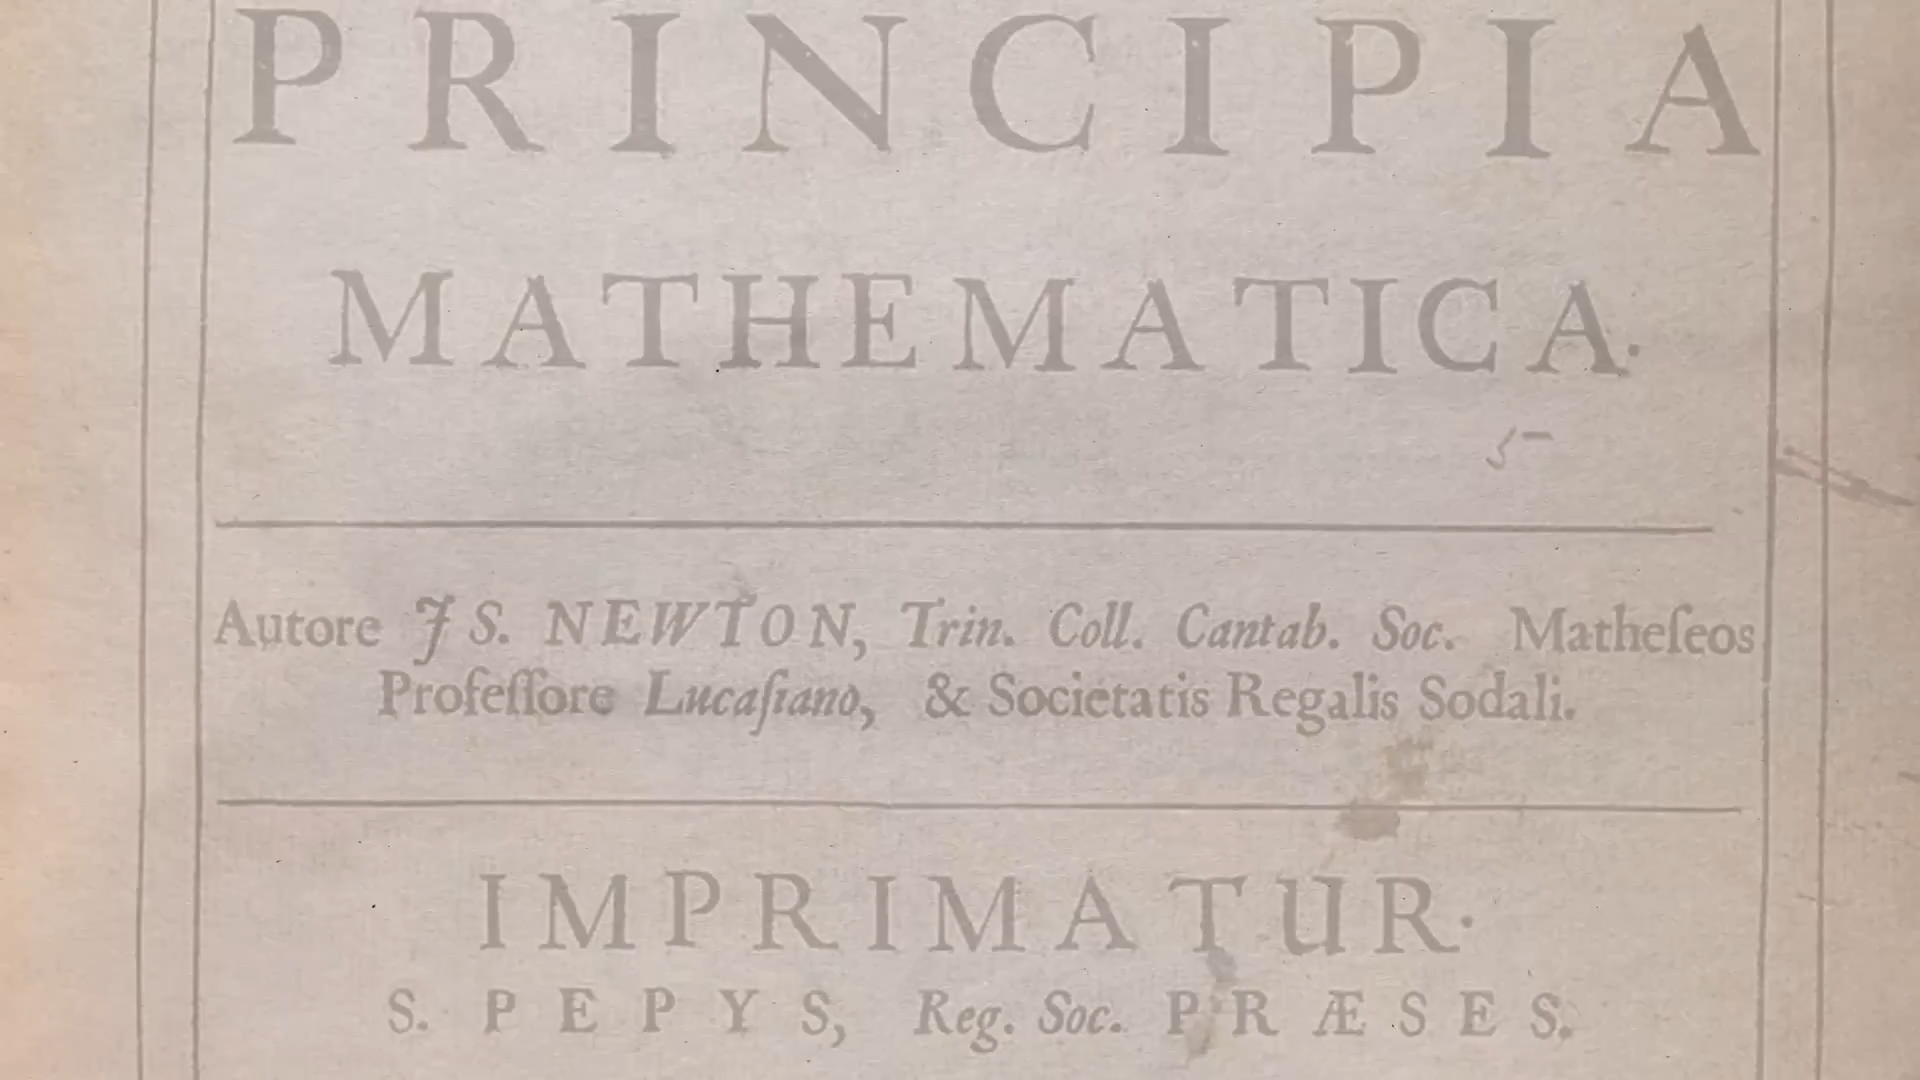 PRINCIPIA
MATHEMATICA.
Autore JS. NEWTON, Trin. Coll. Cantab. Soc. Matheſeos
Profeſſore Lucaſiano, & Societatis Regalis Sodali.
IMPRIMATUR.
S. PEPYS, Reg. Soc. PRÆSES.